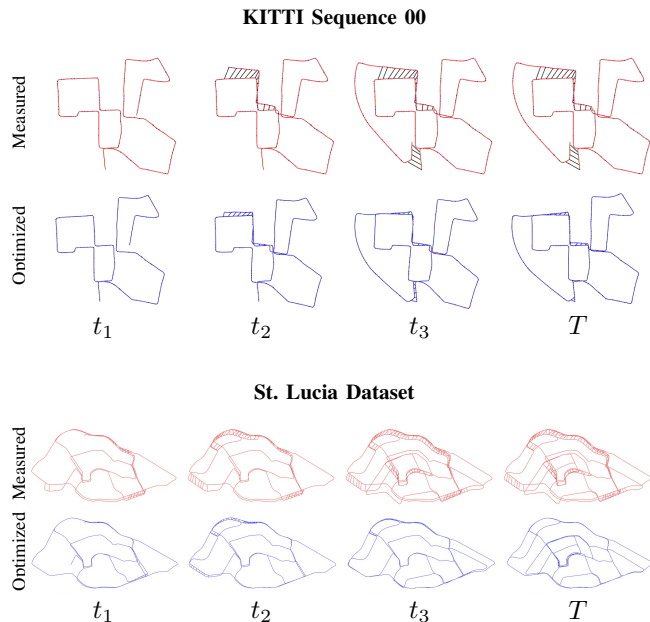 KITTI Sequence 00
Measured
Optimized
t₁ t₂ t₃ T
St. Lucia Dataset
Measured
Optimized
t₁ t₂ t₃ T